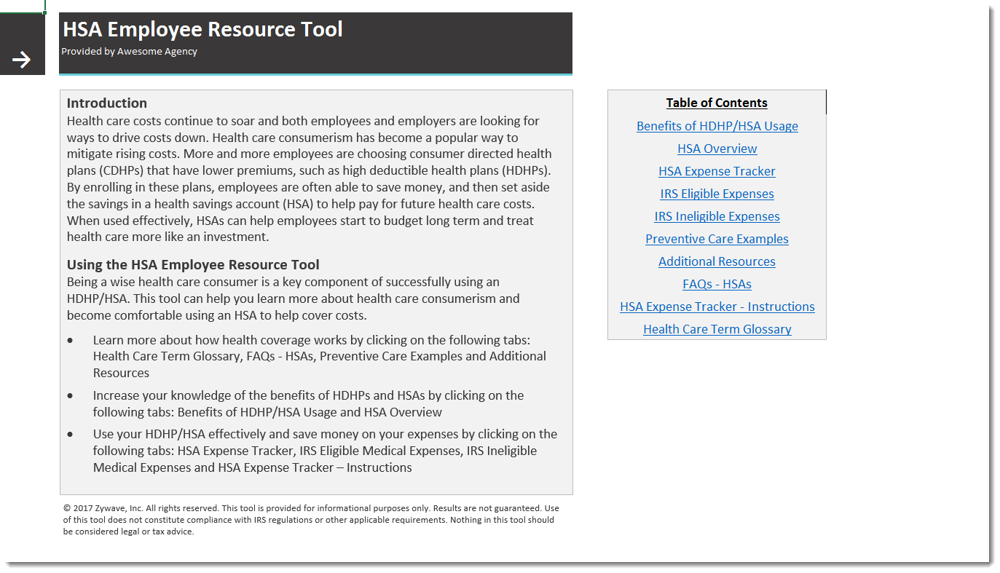 HSA Employee Resource Tool
Provided by Awesome Agency
Introduction
Health care costs continue to soar and both employees and employers are looking for
ways to drive costs down. Health care consumerism has become a popular way to
mitigate rising costs. More and more employees are choosing consumer directed health
plans (CDHPs) that have lower premiums, such as high deductible health plans (HDHPs).
By enrolling in these plans, employees are often able to save money, and then set aside
the savings in a health savings account (HSA) to help pay for future health care costs.
When used effectively, HSAs can help employees start to budget long term and treat
health care more like an investment.
Using the HSA Employee Resource Tool
Being a wise health care consumer is a key component of successfully using an
HDHP/HSA. This tool can help you learn more about health care consumerism and
become comfortable using an HSA to help cover costs.
• Learn more about how health coverage works by clicking on the following tabs:
Health Care Term Glossary, FAQs - HSAs, Preventive Care Examples and Additional
Resources
• Increase your knowledge of the benefits of HDHPs and HSAs by clicking on the
following tabs: Benefits of HDHP/HSA Usage and HSA Overview
• Use your HDHP/HSA effectively and save money on your expenses by clicking on the
following tabs: HSA Expense Tracker, IRS Eligible Medical Expenses, IRS Ineligible
Medical Expenses and HSA Expense Tracker – Instructions
© 2017 Zywave, Inc. All rights reserved. This tool is provided for informational purposes only. Results are not guaranteed. Use
of this tool does not constitute compliance with IRS regulations or other applicable requirements. Nothing in this tool should
be considered legal or tax advice.
Table of Contents
Benefits of HDHP/HSA Usage
HSA Overview
HSA Expense Tracker
IRS Eligible Expenses
IRS Ineligible Expenses
Preventive Care Examples
Additional Resources
FAQs - HSAs
HSA Expense Tracker - Instructions
Health Care Term Glossary